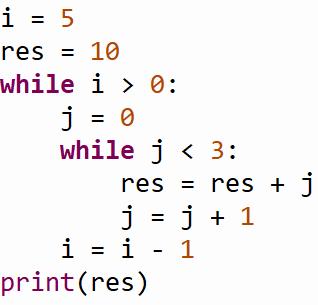 i = 5
res = 10
while i > 0:
    j = 0
    while j < 3:
        res = res + j
        j = j + 1
    i = i - 1
print(res)